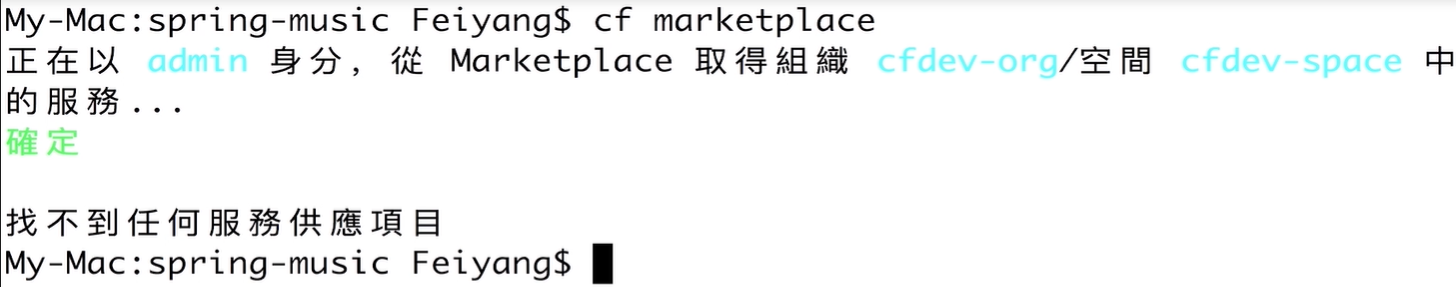 My-Mac:spring-music Feiyang$ cf marketplace
正在以 admin 身分, 從 Marketplace 取得組織 cfdev-org/空間 cfdev-space 中
的服務...
確定
找不到任何服務供應項目
My-Mac:spring-music Feiyang$